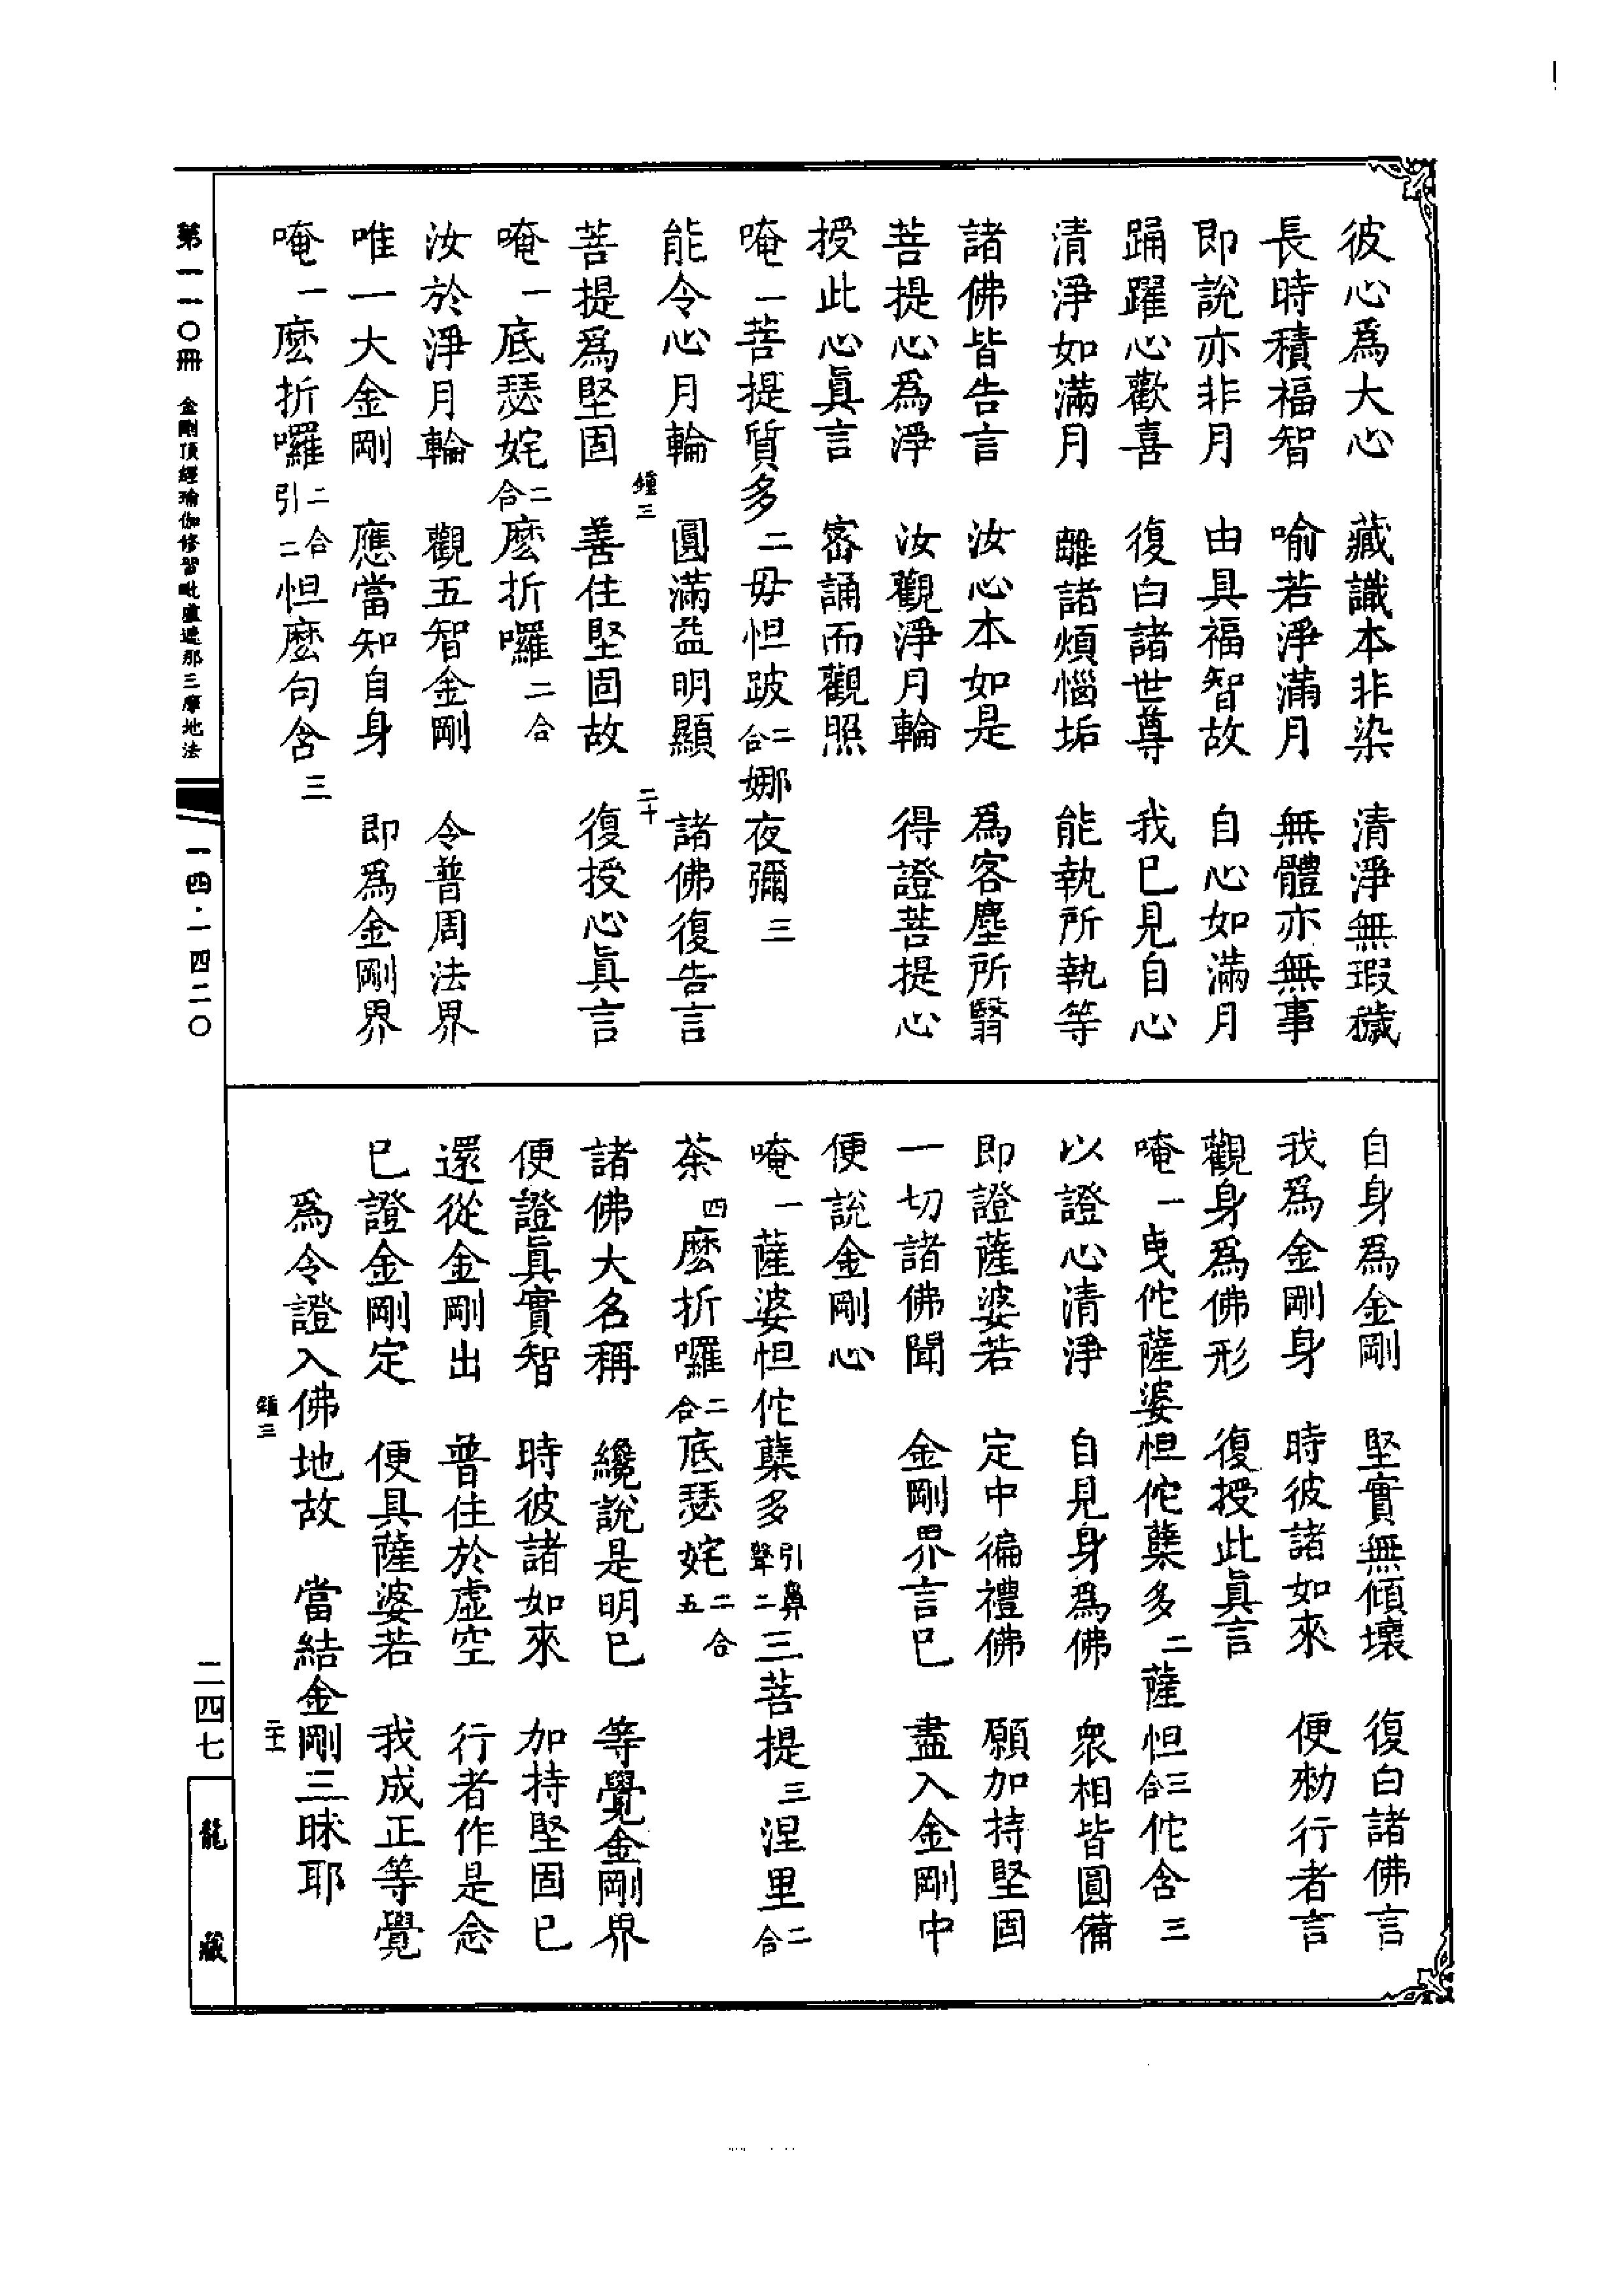 彼心爲大心　藏識本非染　清淨無瑕穢
長時積福智　喻若淨滿月　無體亦無事
即說亦非月　由具福智故　自心如滿月
踊躍心歡喜　復白諸世尊　我已見自心
清淨如滿月　離諸煩惱垢　能執所執等
諸佛皆告言　汝心本如是　爲客塵所翳
菩提心爲淨　汝觀淨月輪　得證菩提心
授此心眞言　密誦而觀照
唵一菩提質多二毋怛跛二合娜夜彌三
能令心月輪　圓滿益明顯　諸佛復告言
鍾三　二十
菩提爲堅固　善住堅固故　復授心眞言
唵一底瑟姹二合麽折囉二合
汝於淨月輪　觀五智金剛　令普周法界
唯一大金剛　應當知自身　即爲金剛界
唵一麽折囉二合引二怛麽句含三
自身爲金剛　堅實無傾壞　復白諸佛言
我爲金剛身　時彼諸如來　便勑行者言
觀身爲佛形　復授此眞言
唵一曳佗薩婆怛佗蘖多二薩怛三合佗含三
以證心清淨　自見身爲佛　衆相皆圓備
即證薩婆若　定中徧禮佛　願加持堅固
一切諸佛聞　金剛界言已　盡入金剛中
便說金剛心
唵一薩婆怛佗蘖多引鼻聲二三菩提三涅里二合
茶四麽折囉二合底瑟姹二合五
諸佛大名稱　纔說是明已　等覺金剛界
便證眞實智　時彼諸如來　加持堅固已
還從金剛出　普住於虛空　行者作是念
已證金剛定　便具薩婆若　我成正等覺
爲令證入佛地故　當結金剛三昧耶
鍾三　二十一
第一一〇冊　金剛頂經瑜伽修習毗盧遮那三摩地法
一四·一四二〇
二四七
龍藏